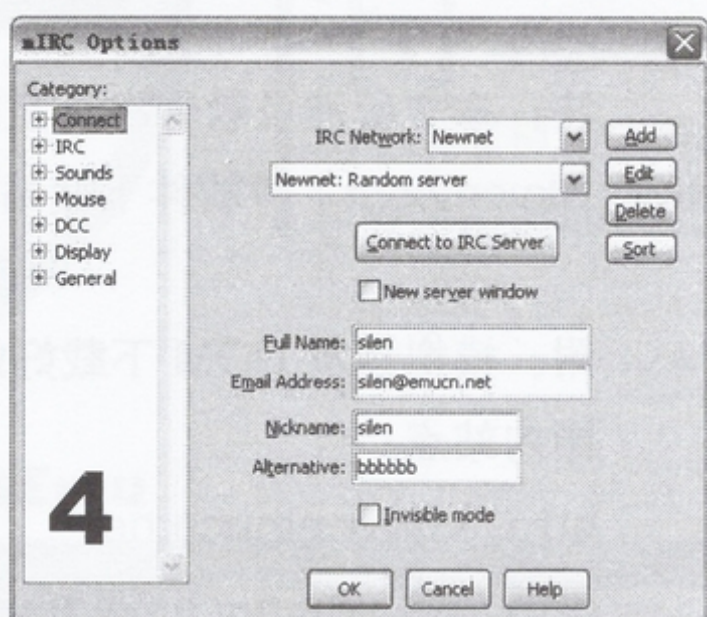 mIRC Options
Category:
Connect
IRC
Sounds
Mouse
DCC
Display
General
4
IRC Network: Newnet
Newnet: Random server
Add
Edit
Delete
Sort
Connect to IRC Server
New server window
Full Name: silen
Email Address: silen@emucn.net
Nickname: silen
Alternative: bbbbbb
Invisible mode
OK Cancel Help